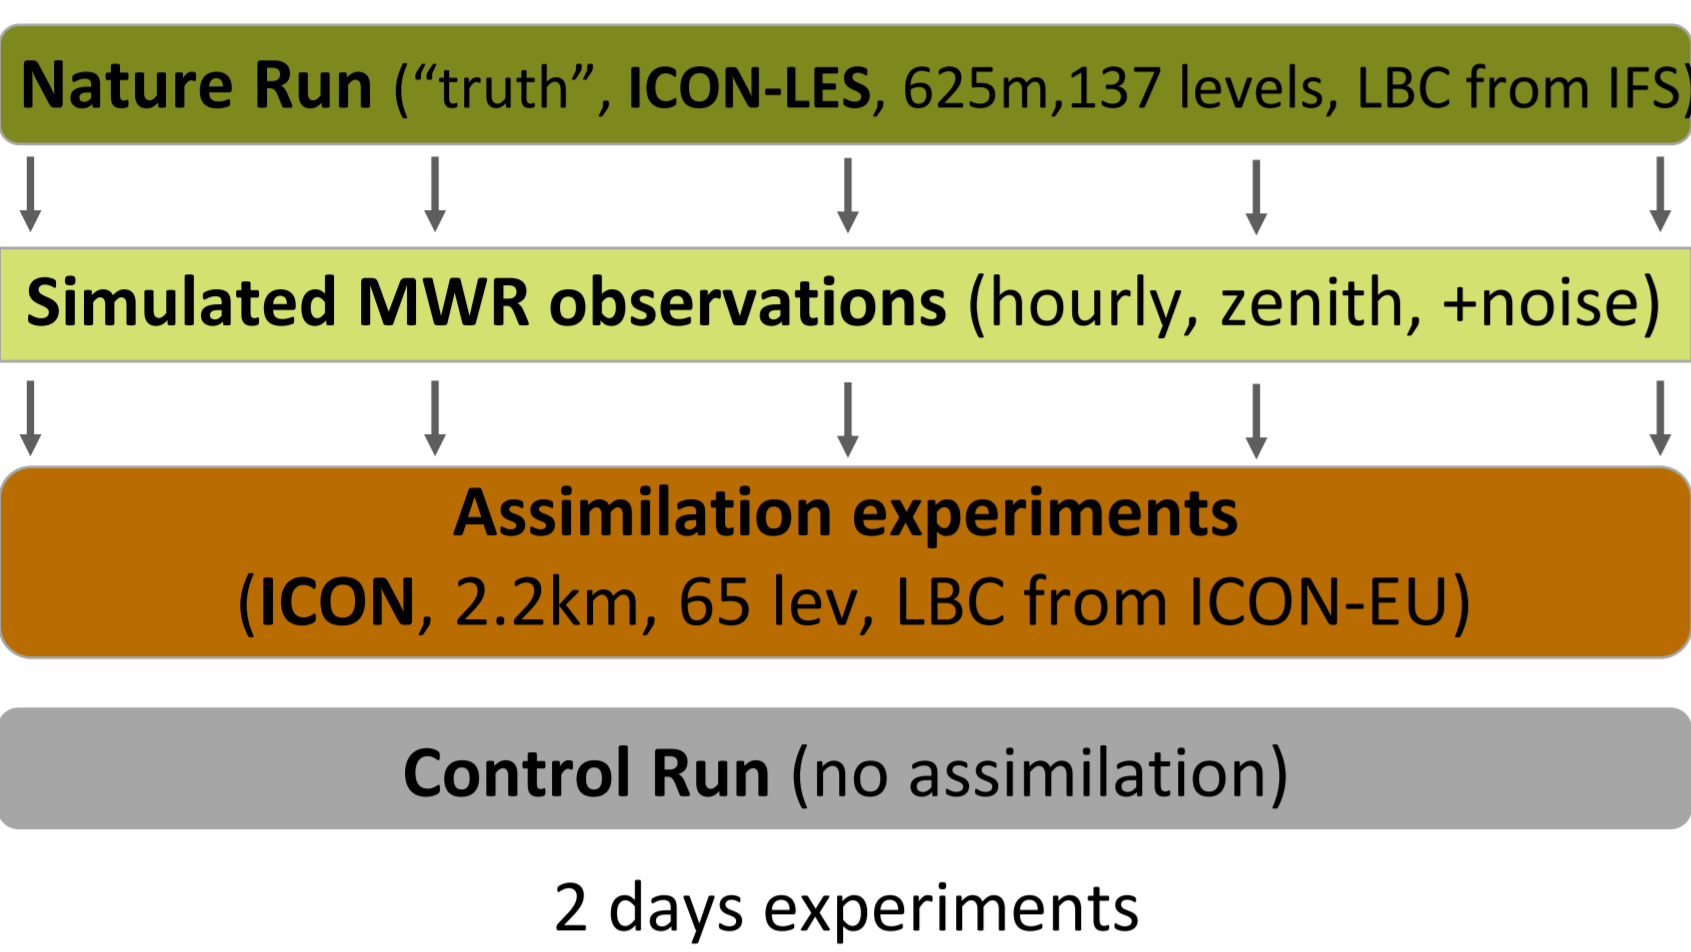 Nature Run (“truth”, ICON-LES, 625m,137 levels, LBC from IFS)
Simulated MWR observations (hourly, zenith, +noise)
Assimilation experiments
(ICON, 2.2km, 65 lev, LBC from ICON-EU)
Control Run (no assimilation)
2 days experiments